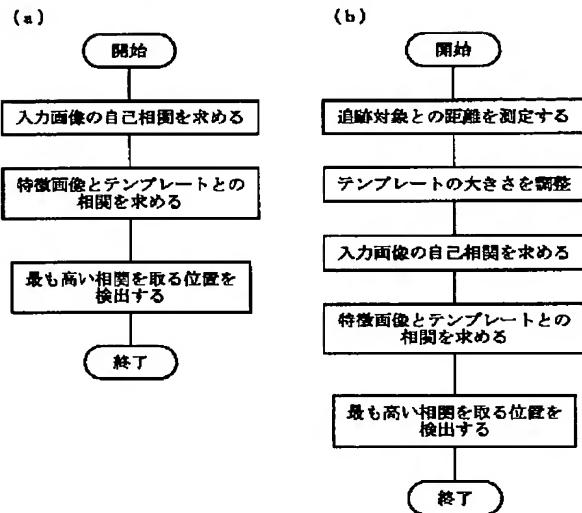 (a)
開始
入力画像の自己相関を求める
特徴画像とテンプレートとの
相関を求める
最も高い相関を取る位置を
検出する
終了
(b)
開始
追跡対象との距離を測定する
テンプレートの大きさを調整
入力画像の自己相関を求める
特徴画像とテンプレートとの
相関を求める
最も高い相関を取る位置を
検出する
終了